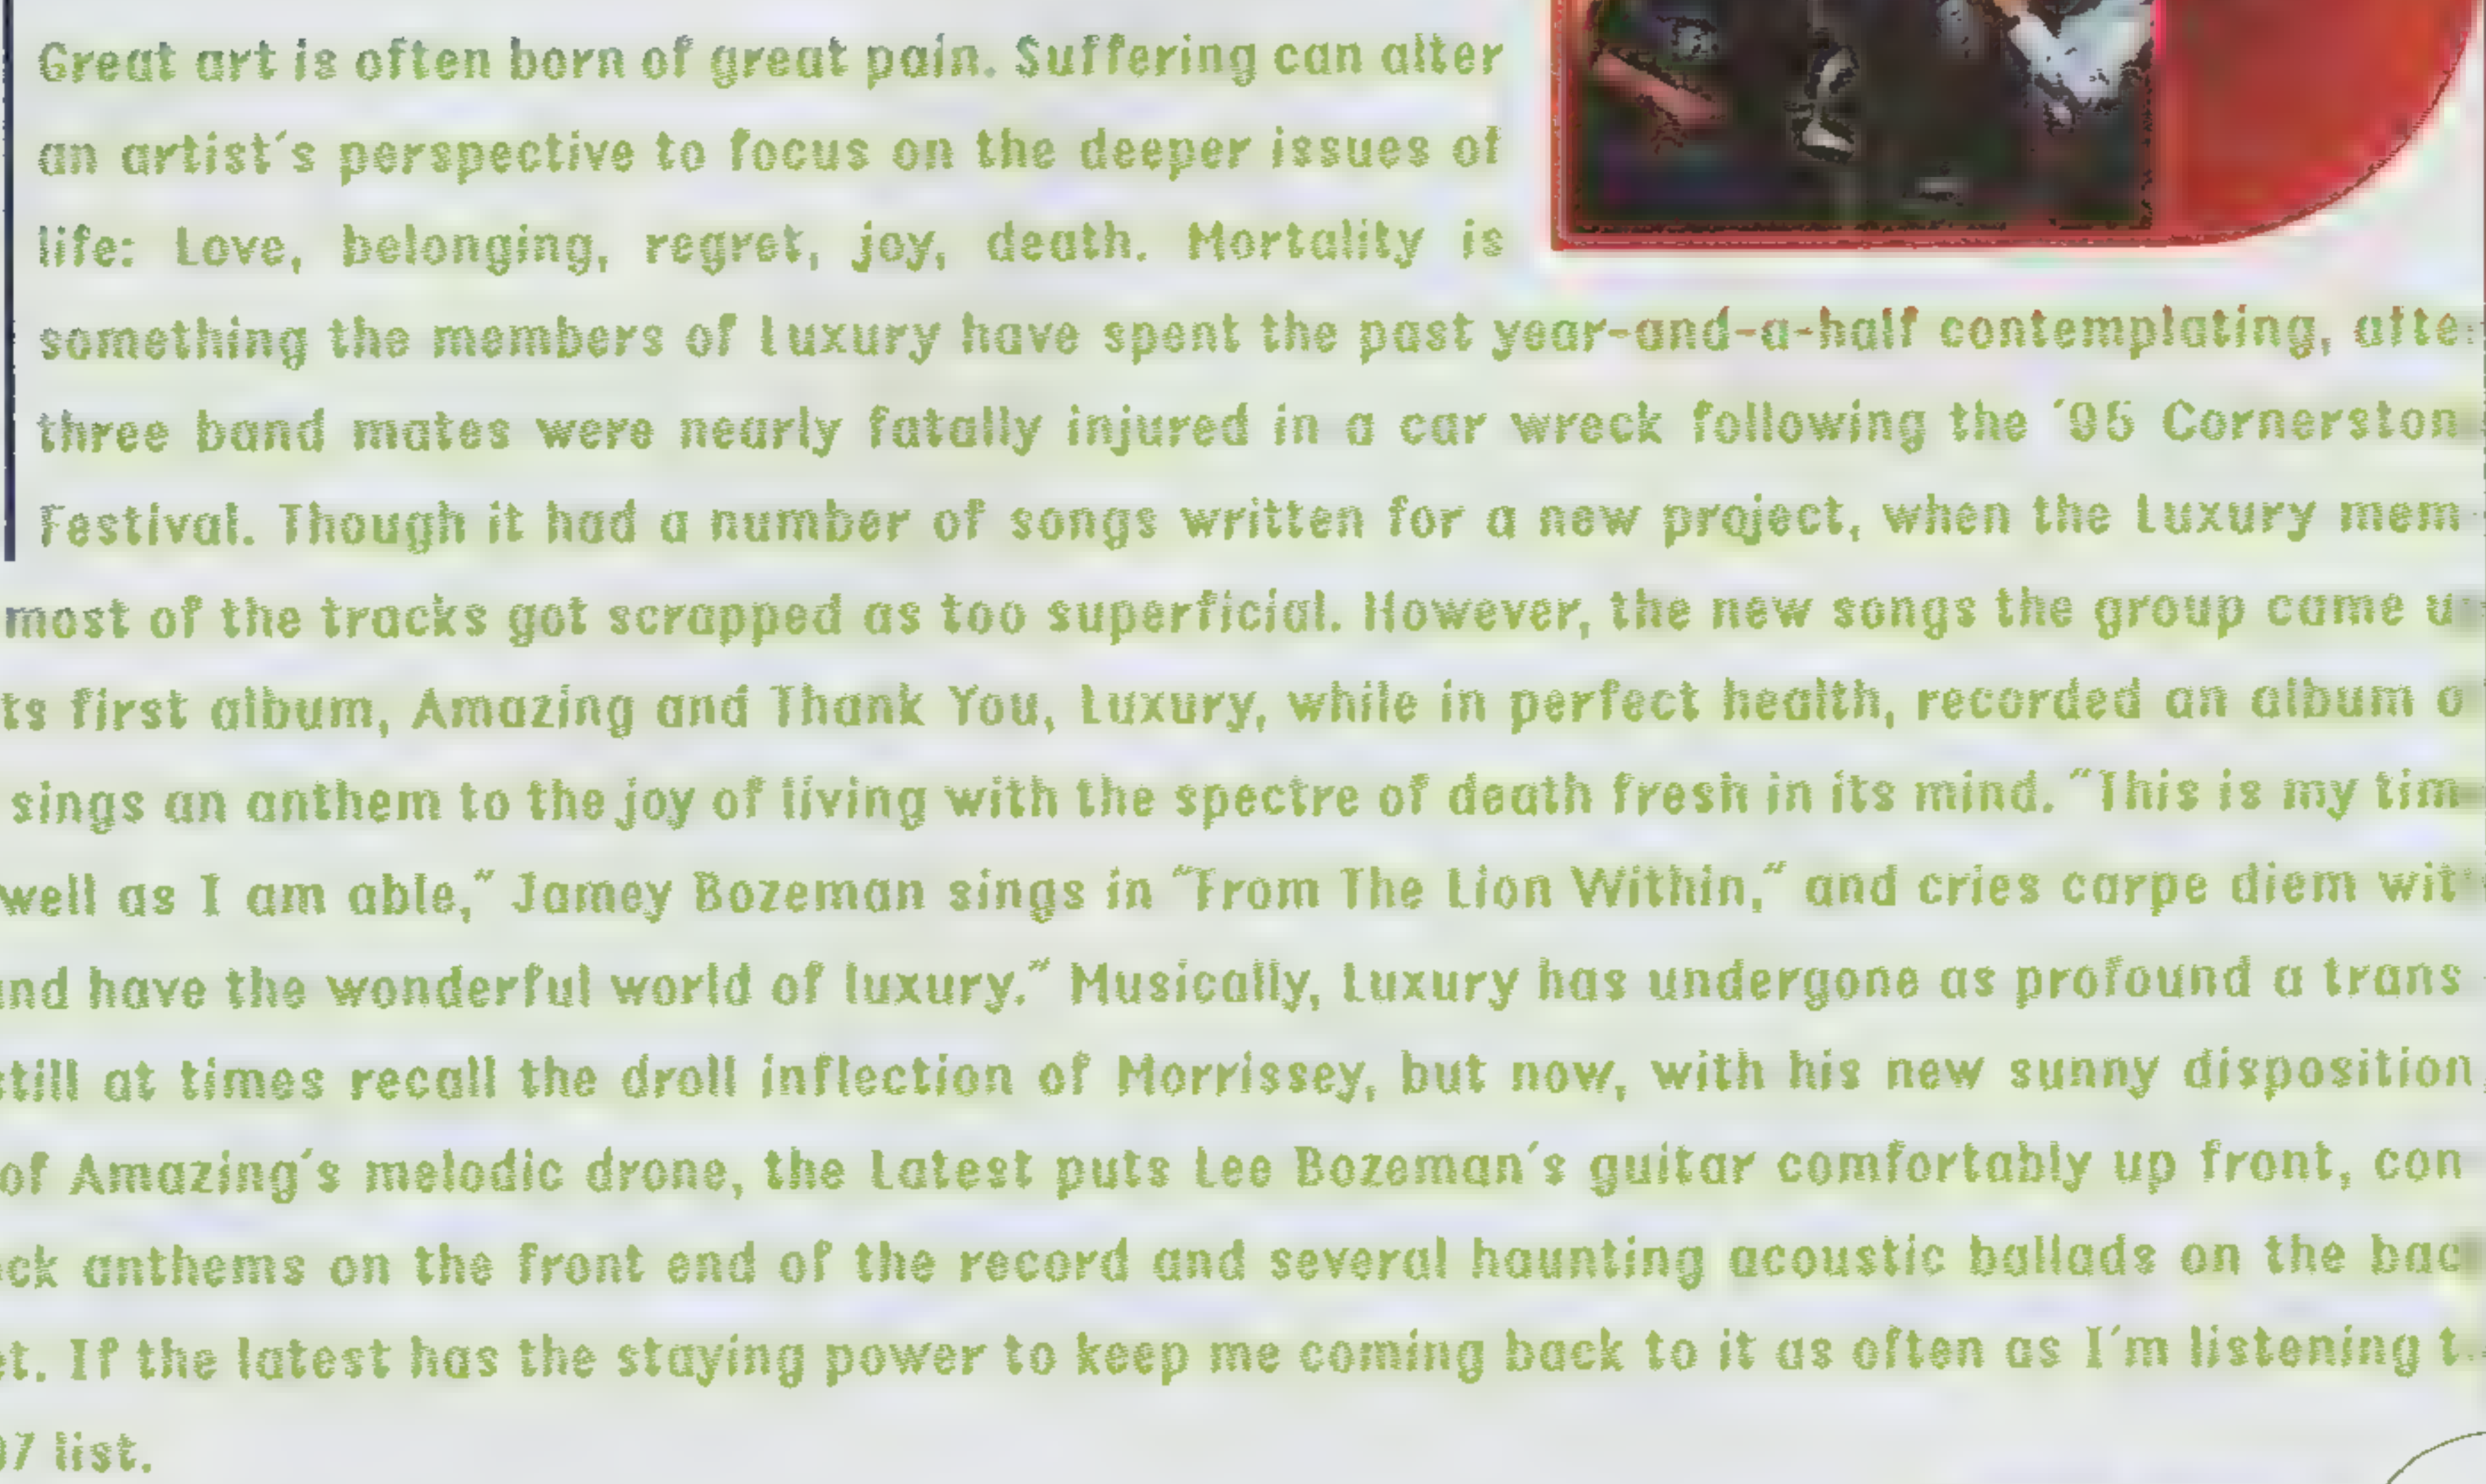 Great art is often born of great pain. Suffering can alter
an artist's perspective to focus on the deeper issues of
life: Love, belonging, regret, joy, death. Mortality is
something the members of Luxury have spent the past year-and-a-half contemplating, afte
three band mates were nearly fatally injured in a car wreck following the '95 Cornerston
Festival. Though it had a number of songs written for a new project, when the Luxury mem
most of the tracks got scrapped as too superficial. However, the new songs the group came u
ts first album, Amazing and Thank You, Luxury, while in perfect health, recorded an album o
sings an anthem to the joy of living with the spectre of death fresh in its mind. "This is my tim
well as I am able," Jamey Bozeman sings in "From The Lion Within," and cries carpe diem wit
and have the wonderful world of luxury." Musically, Luxury has undergone as profound a trans
still at times recall the droll inflection of Morrissey, but now, with his new sunny disposition
of Amazing's melodic drone, the Latest puts Lee Bozeman's guitar comfortably up front, con
ck anthems on the front end of the record and several haunting acoustic ballads on the bac
t. If the latest has the staying power to keep me coming back to it as often as I'm listening t
7 list.